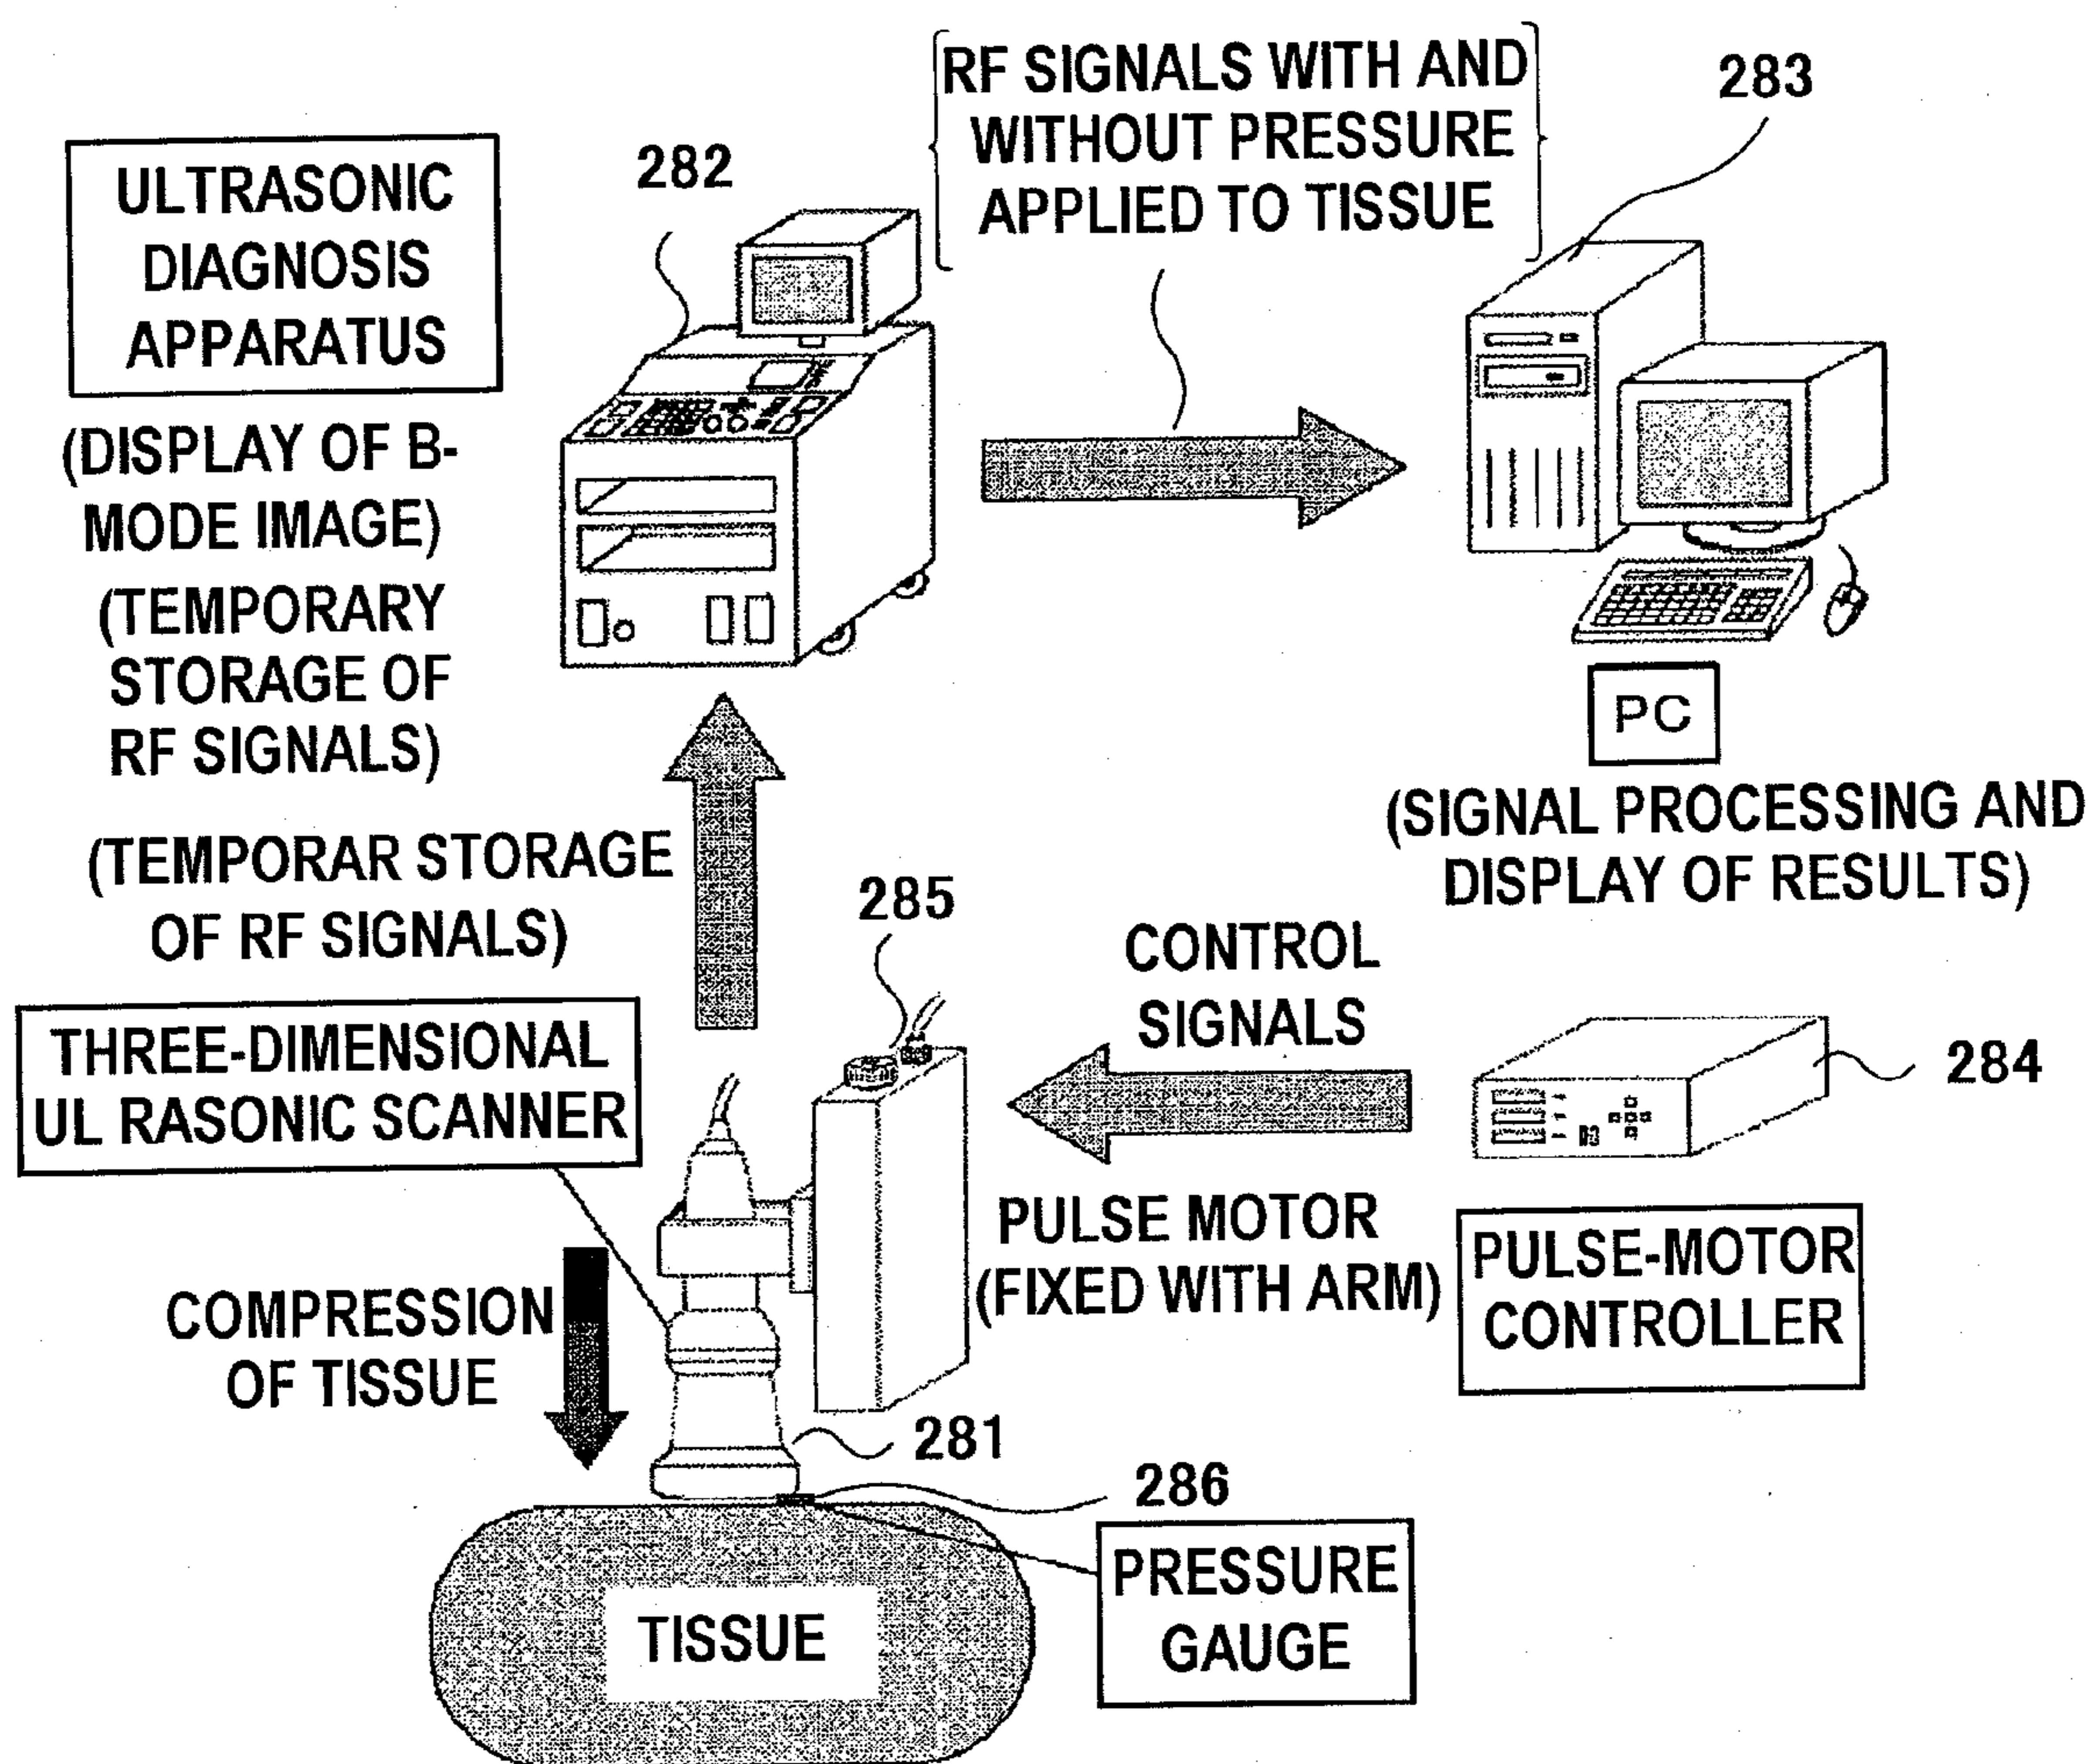 RF SIGNALS WITH AND
WITHOUT PRESSURE
APPLIED TO TISSUE
283
282
ULTRASONIC
DIAGNOSIS
APPARATUS
(DISPLAY OF B-
MODE IMAGE)
(TEMPORARY
STORAGE OF
RF SIGNALS)
PC
(SIGNAL PROCESSING AND
DISPLAY OF RESULTS)
(TEMPORAR STORAGE
OF RF SIGNALS)
285
CONTROL
SIGNALS
284
THREE-DIMENSIONAL
UL RASONIC SCANNER
PULSE MOTOR
(FIXED WITH ARM)
PULSE-MOTOR
CONTROLLER
COMPRESSION
OF TISSUE
281
286
PRESSURE
GAUGE
TISSUE